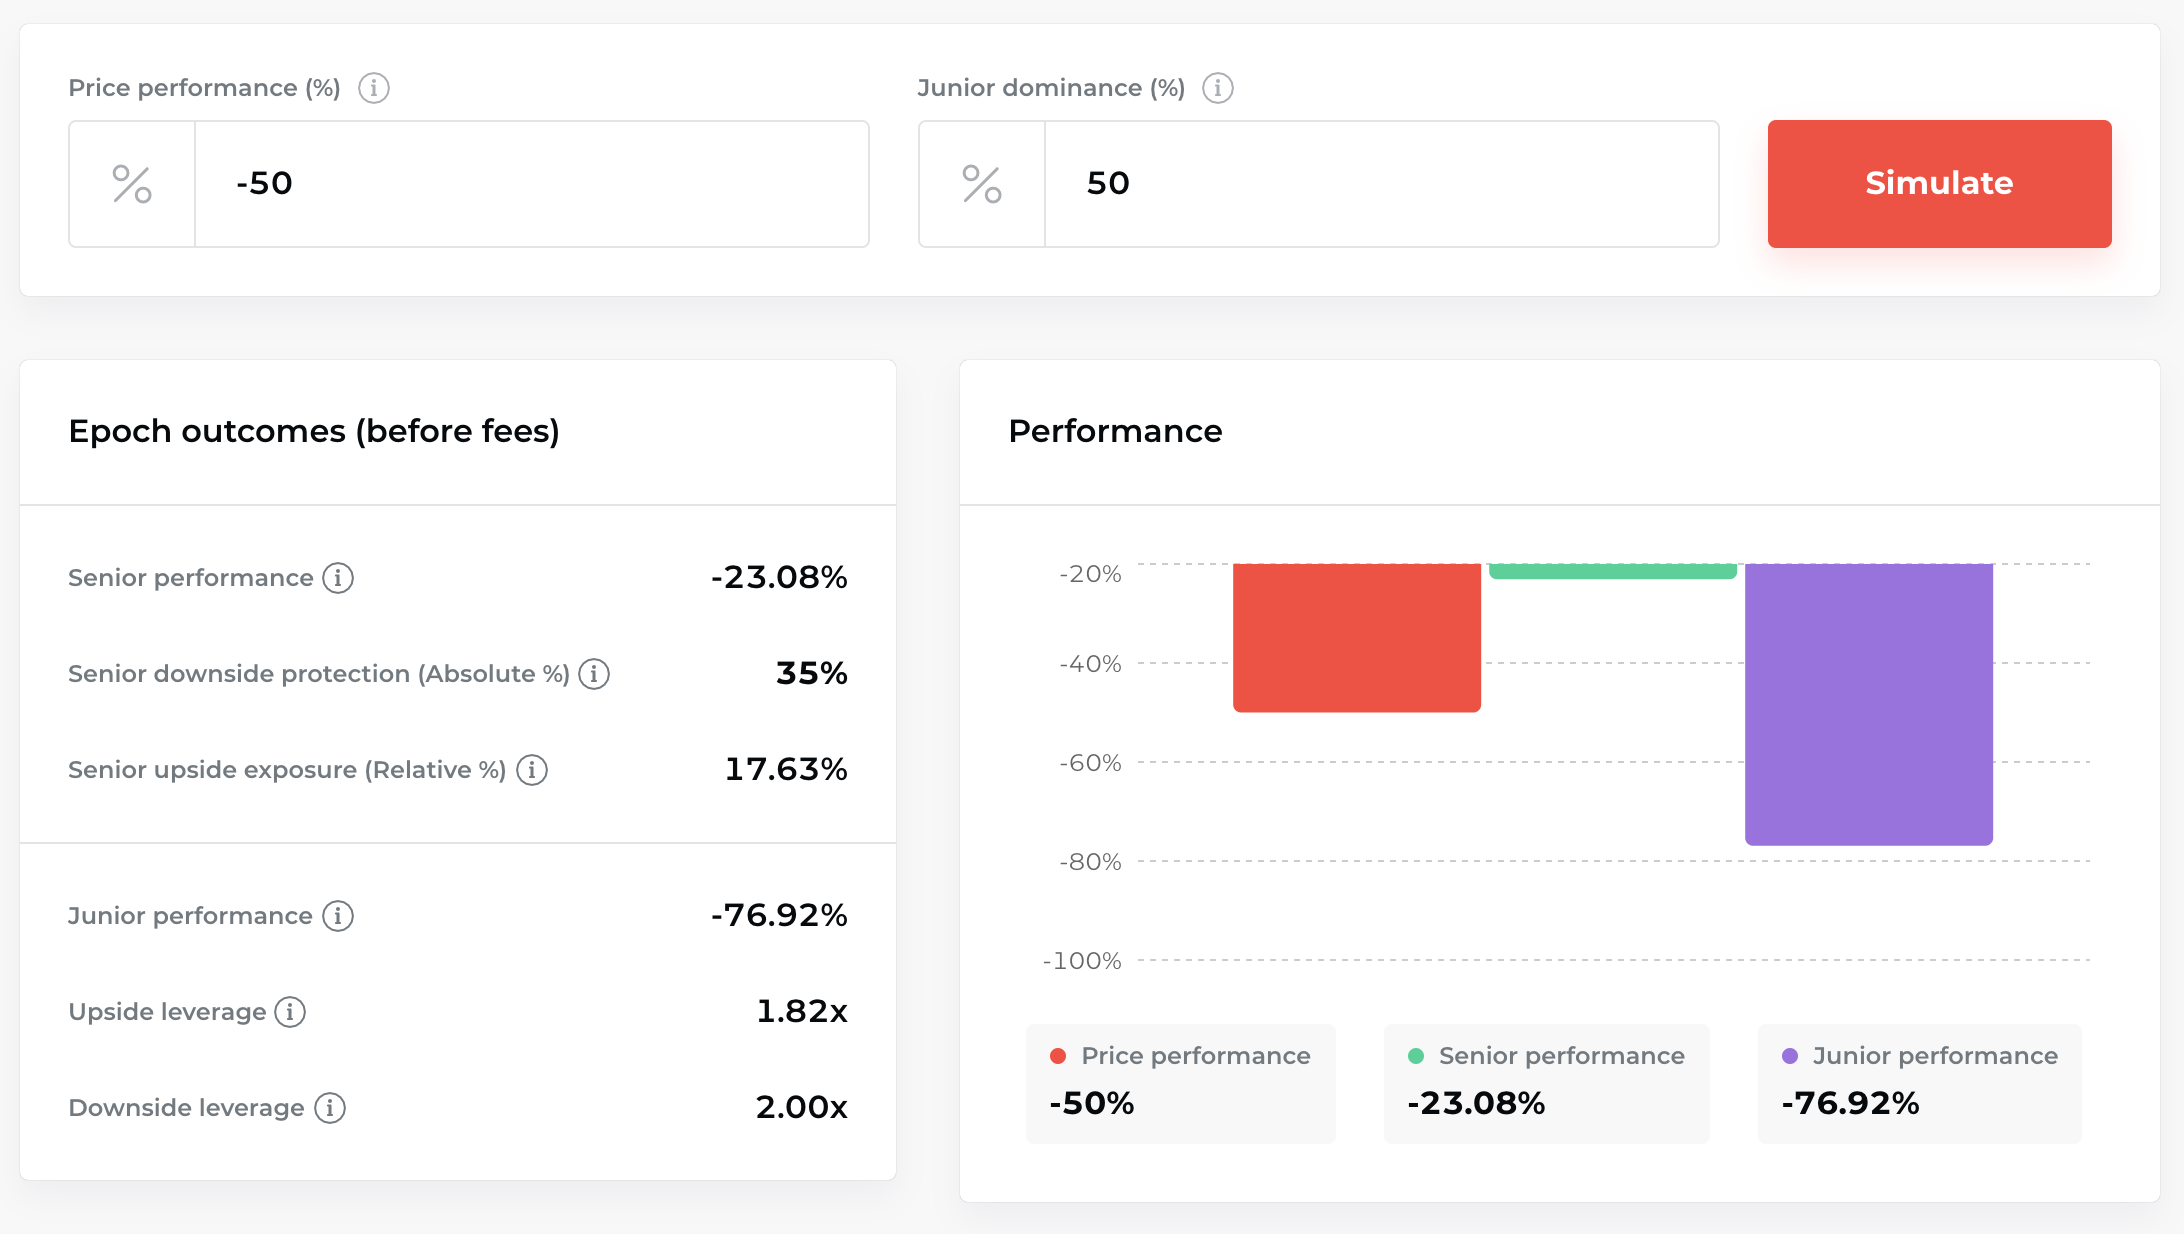 Price performance (%)
Junior dominance (%)
% -50
% 50
Simulate
Epoch outcomes (before fees)
Senior performance -23.08%
Senior downside protection (Absolute %) 35%
Senior upside exposure (Relative %) 17.63%
Junior performance -76.92%
Upside leverage 1.82x
Downside leverage 2.00x
Performance
-20%
-40%
-60%
-80%
-100%
Price performance
-50%
Senior performance
-23.08%
Junior performance
-76.92%